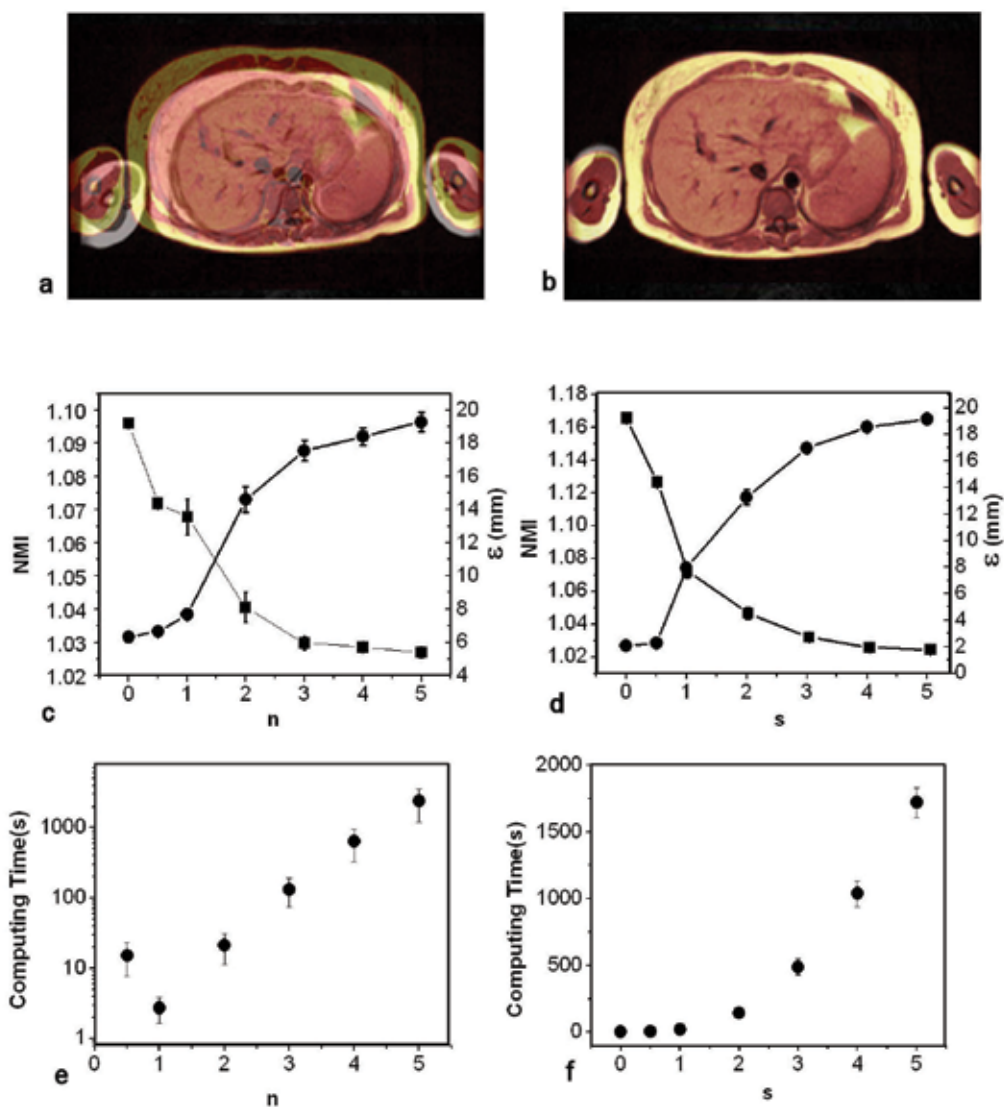 a
b
1.10
1.09
1.08
1.07
1.06
1.05
1.04
1.03
1.02
NMI
20
18
16
14
12
10
8
6
4
ε (mm)
0 1 2 3 4 5
n
c
1.18
1.16
1.14
1.12
1.10
1.08
1.06
1.04
1.02
NMI
20
18
16
14
12
10
8
6
4
2
0
ε (mm)
0 1 2 3 4 5
s
d
Computing Time(s)
1000
100
10
1
0 1 2 3 4 5
n
e
Computing Time(s)
2000
1500
1000
500
0
0 1 2 3 4 5
s
f